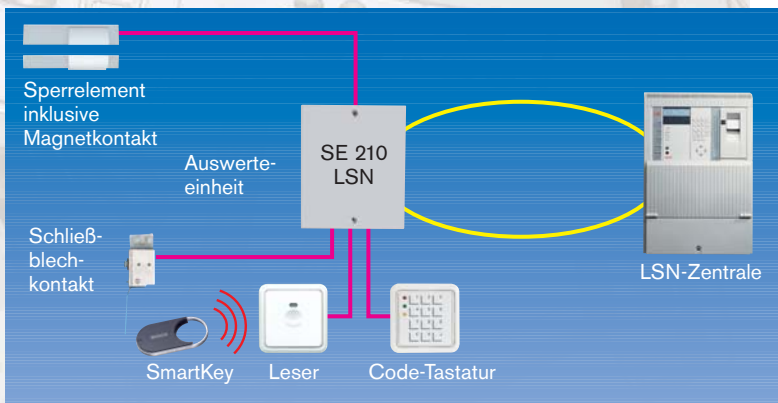 Sperrelement
inklusive
Magnetkontakt
Auswerte-
einheit
SE 210
LSN
Schließ-
blech-
kontakt
LSN-Zentrale
SmartKey
Leser
Code-Tastatur